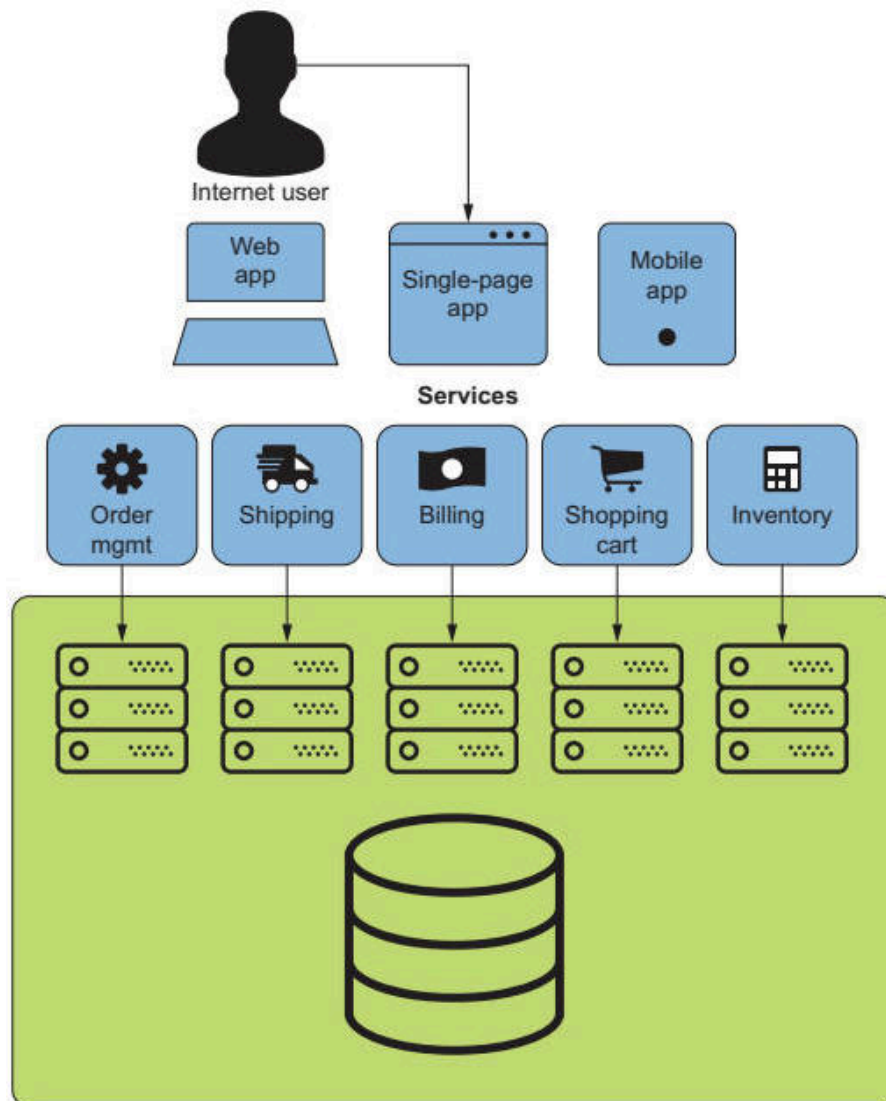 Internet user
Web
app
Single-page
app
Mobile
app
Services
Order
mgmt
Shipping
Billing
Shopping
cart
Inventory